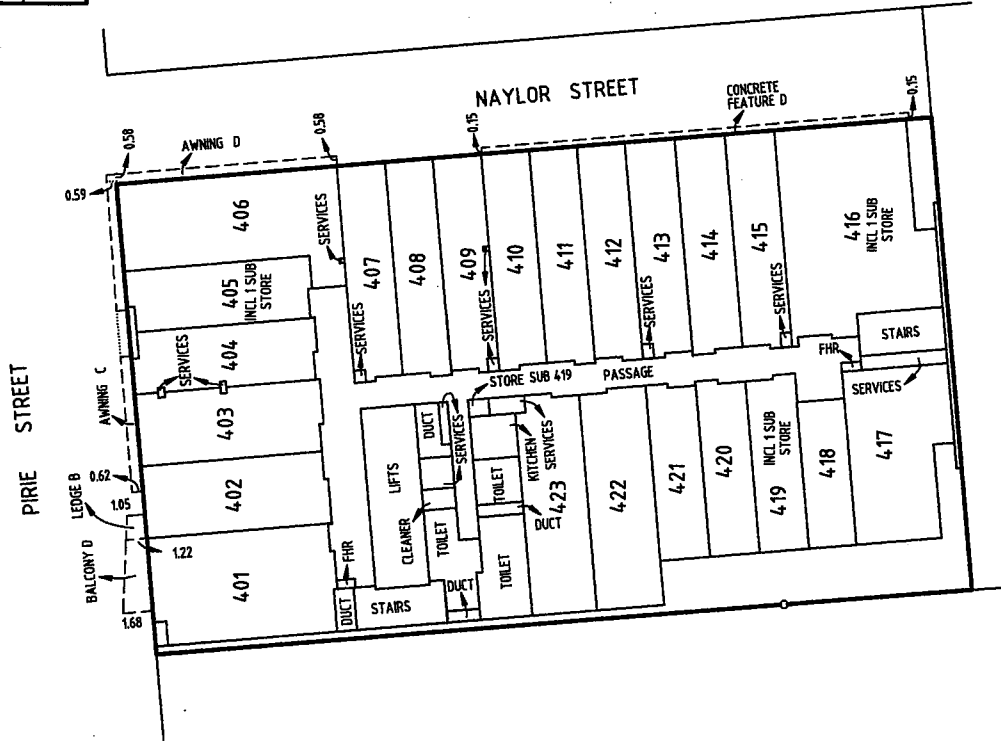 NAYLOR STREET
CONCRETE
FEATURE D
0.15
0.15
0.58
0.58
AWNING D
0.59
406
SERVICES
405
INCL 1 SUB
STORE
404
SERVICES
403
402
401
407
408
409
410
411
412
413
414
415
416
INCL 1 SUB
STORE
SERVICES
SERVICES
SERVICES
SERVICES
STAIRS
FHR
SERVICES
STORE SUB 419
PASSAGE
PIRIE STREET
AWNING C
0.62
LEDGE B
1.05
1.22
BALCONY D
1.68
LIFTS
DUCT
SERVICES
CLEANER
TOILET
TOILET
KITCHEN
SERVICES
DUCT
TOILET
DUCT
FHR
DUCT
STAIRS
423
422
421
420
419
INCL 1 SUB
STORE
418
417